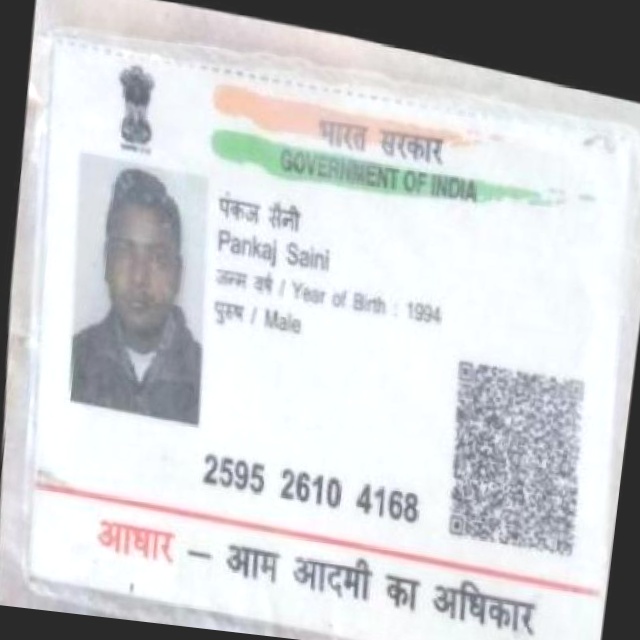 भारत सरकार
GOVERNMENT OF INDIA
पंकज सैनी
Pankaj Saini
जन्म वर्ष / Year of Birth : 1994
पुरुष / Male
2595 2610 4168
आधार – आम आदमी का अधिकार